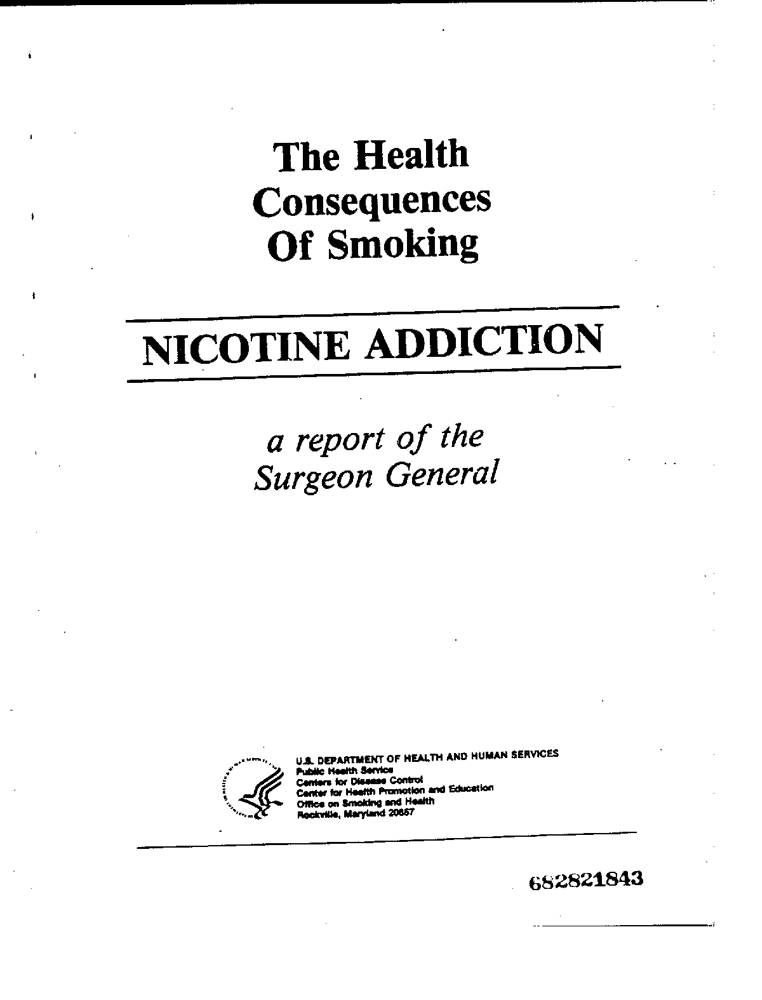 The Health
Consequences
Of Smoking
NICOTINE ADDICTION
a report of the
Surgeon General
U.S. DEPARTMENT OF HEALTH AND HUMAN SERVICES
Public Health Service
Centers for Disease Control
Center for Health Promotion and Education
Office on Smoking and Health
Rockville, Maryland 20857
682821843